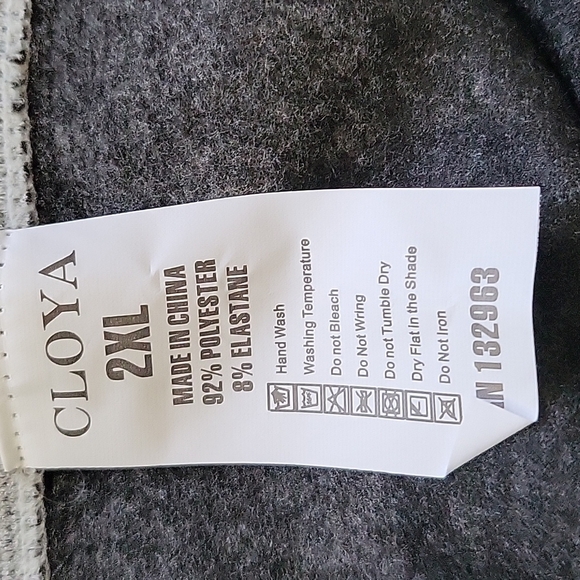 CLOYA
2XL
MADE IN CHINA
92% POLYESTER
8% ELASTANE
Hand Wash
Washing Temperature
Do not Bleach
Do Not Wring
Do not Tumble Dry
Dry Flat In the Shade
Do Not Iron
N 132963